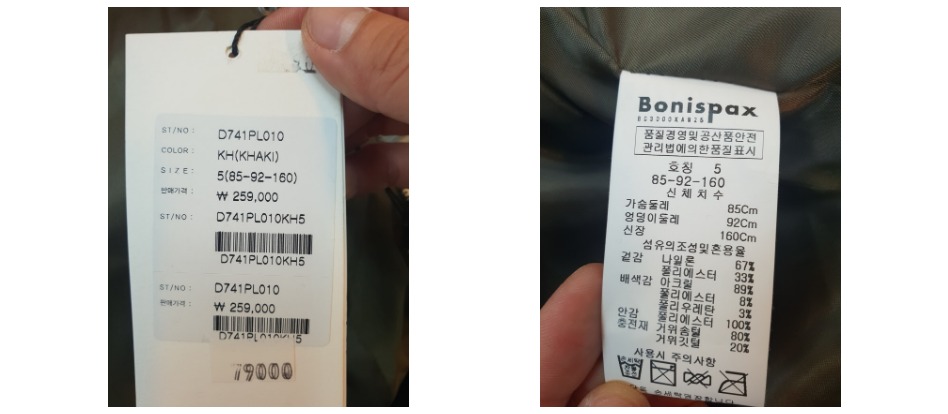 ST/NO : D741PL010
COLOR : KH(KHAKI)
SIZE : 5(85-92-160)
판매가격 : ₩ 259,000
ST/NO : D741PL010KH5
D741PL010KH5
ST/NO : D741PL010
판매가격 : ₩ 259,000
D741PL010KH5
79000
Bonispax
품질경영및공산품안전
관리법에의한품질표시
호칭 5
85-92-160
신체치수
가슴둘레 85Cm
엉덩이둘레 92Cm
신장 160Cm
섬유의조성및혼용율
겉감 나일론 67%
폴리에스터 33%
배색감 아크릴 89%
폴리에스터 8%
폴리우레탄 3%
안감 폴리에스터 100%
충전재 거위솜털 80%
거위깃털 20%
사용시 주의사항